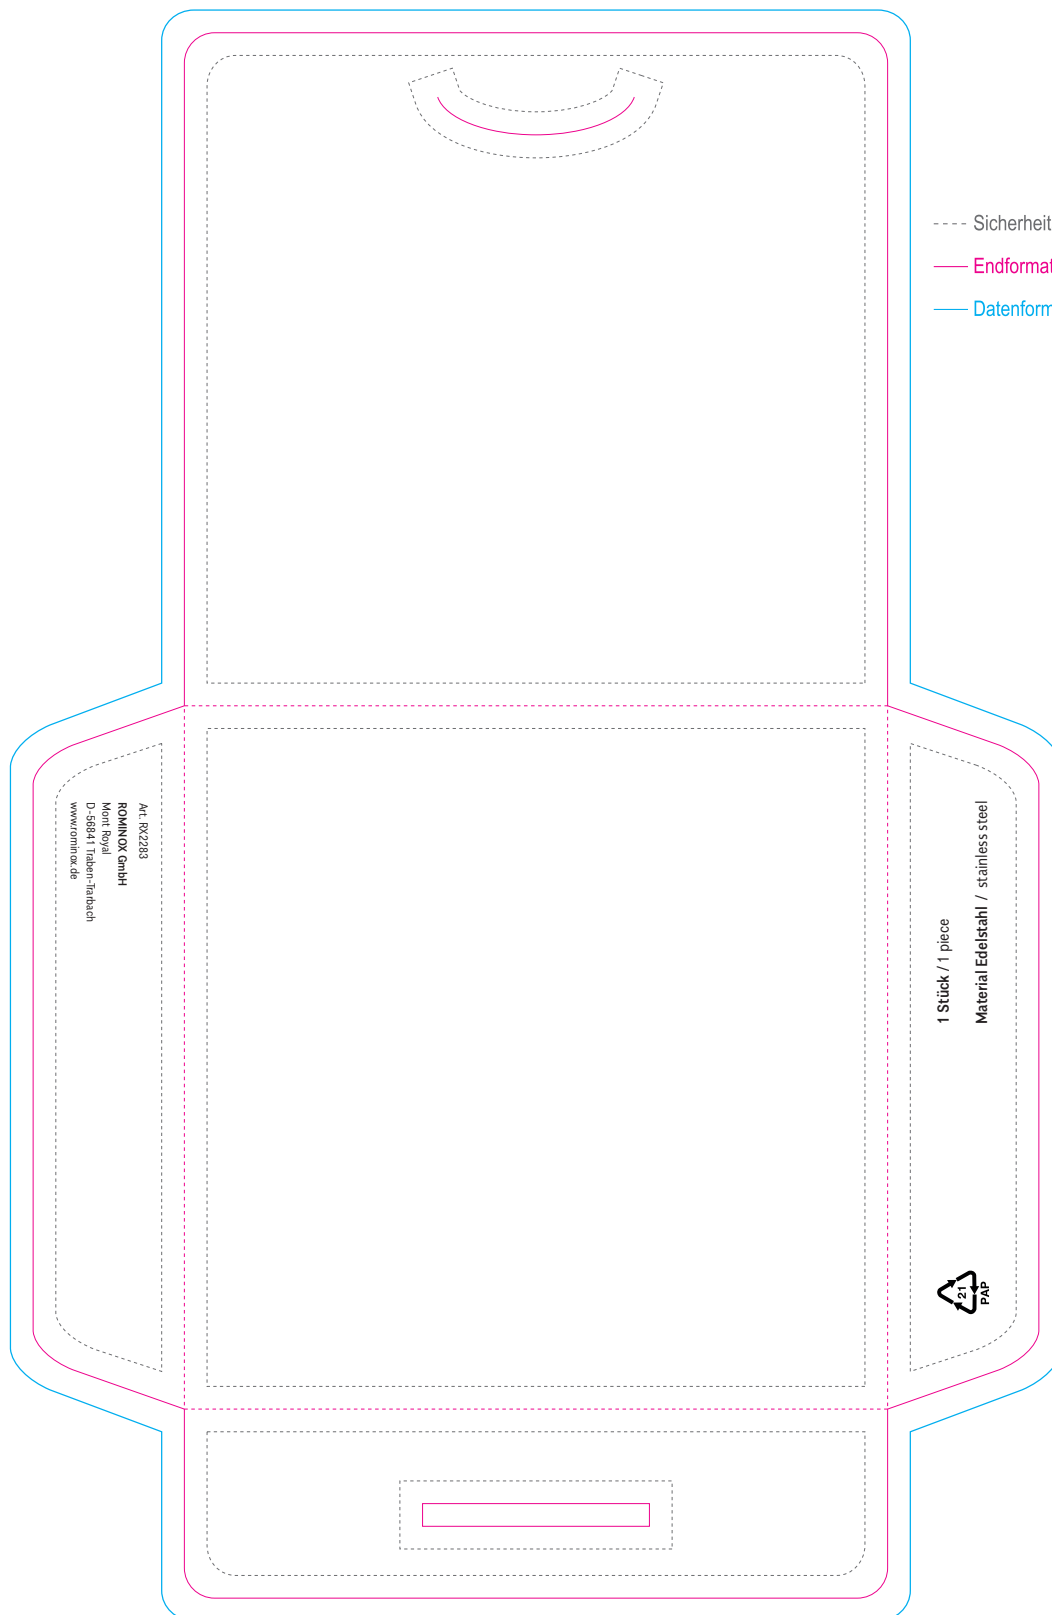 Sicherheit
Endformat
Datenform
Art. RX2283
ROMINOX GmbH
Mont Royal
D-56841 Traben-Trarbach
www.rominox.de
1 Stück / 1 piece
Material Edelstahl / stainless steel
21
PAP